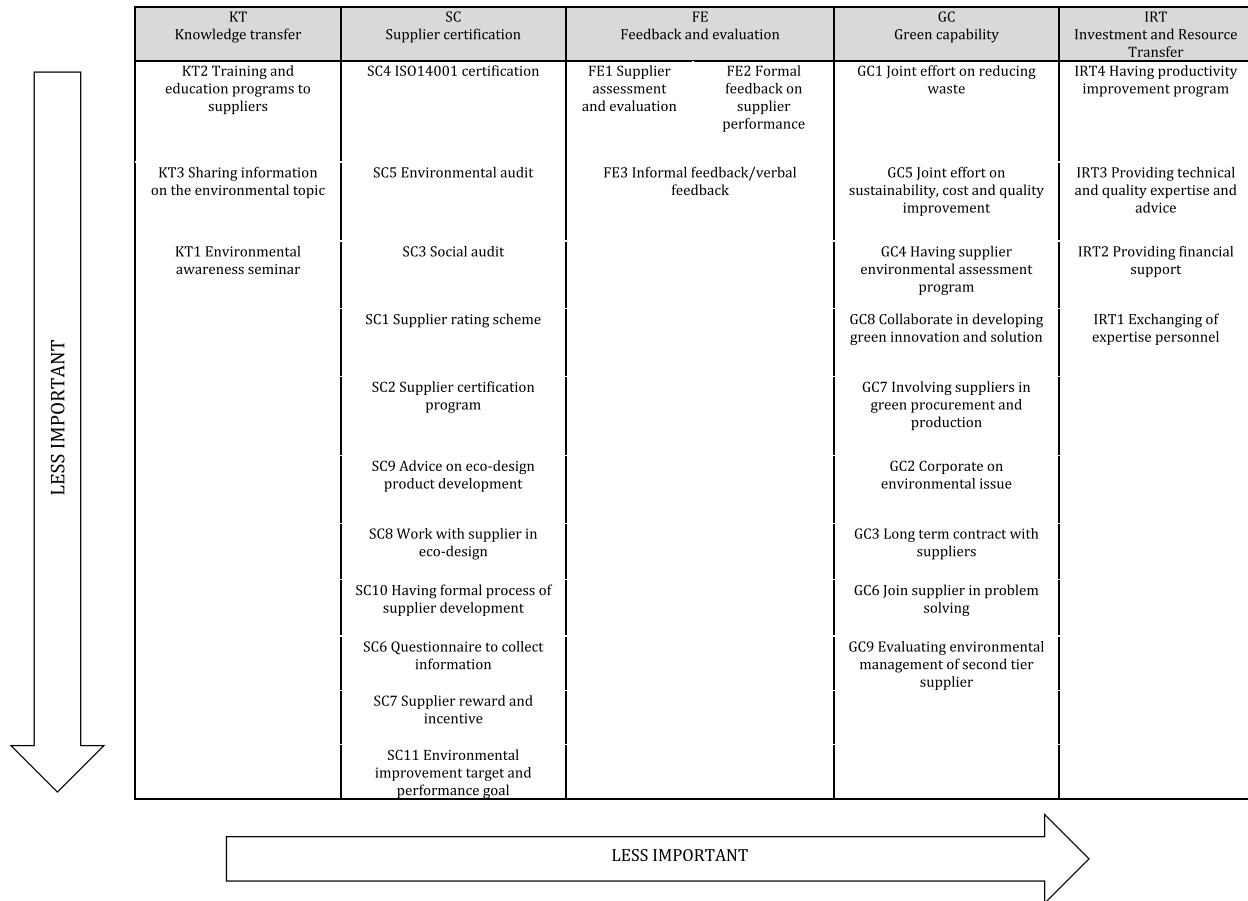 KT
Knowledge transfer
SC
Supplier certification
FE
Feedback and evaluation
GC
Green capability
IRT
Investment and Resource
Transfer
KT2 Training and
education programs to
suppliers
SC4 ISO14001 certification
FE1 Supplier
assessment
and evaluation
FE2 Formal
feedback on
supplier
performance
GC1 Joint effort on reducing
waste
IRT4 Having productivity
improvement program
KT3 Sharing information
on the environmental topic
SC5 Environmental audit
FE3 Informal feedback/verbal
feedback
GC5 Joint effort on
sustainability, cost and quality
improvement
IRT3 Providing technical
and quality expertise and
advice
KT1 Environmental
awareness seminar
SC3 Social audit
GC4 Having supplier
environmental assessment
program
IRT2 Providing financial
support
SC1 Supplier rating scheme
GC8 Collaborate in developing
green innovation and solution
IRT1 Exchanging of
expertise personnel
SC2 Supplier certification
program
GC7 Involving suppliers in
green procurement and
production
SC9 Advice on eco-design
product development
GC2 Corporate on
environmental issue
SC8 Work with supplier in
eco-design
GC3 Long term contract with
suppliers
SC10 Having formal process of
supplier development
GC6 Join supplier in problem
solving
SC6 Questionnaire to collect
information
GC9 Evaluating environmental
management of second tier
supplier
SC7 Supplier reward and
incentive
SC11 Environmental
improvement target and
performance goal
LESS IMPORTANT
LESS IMPORTANT